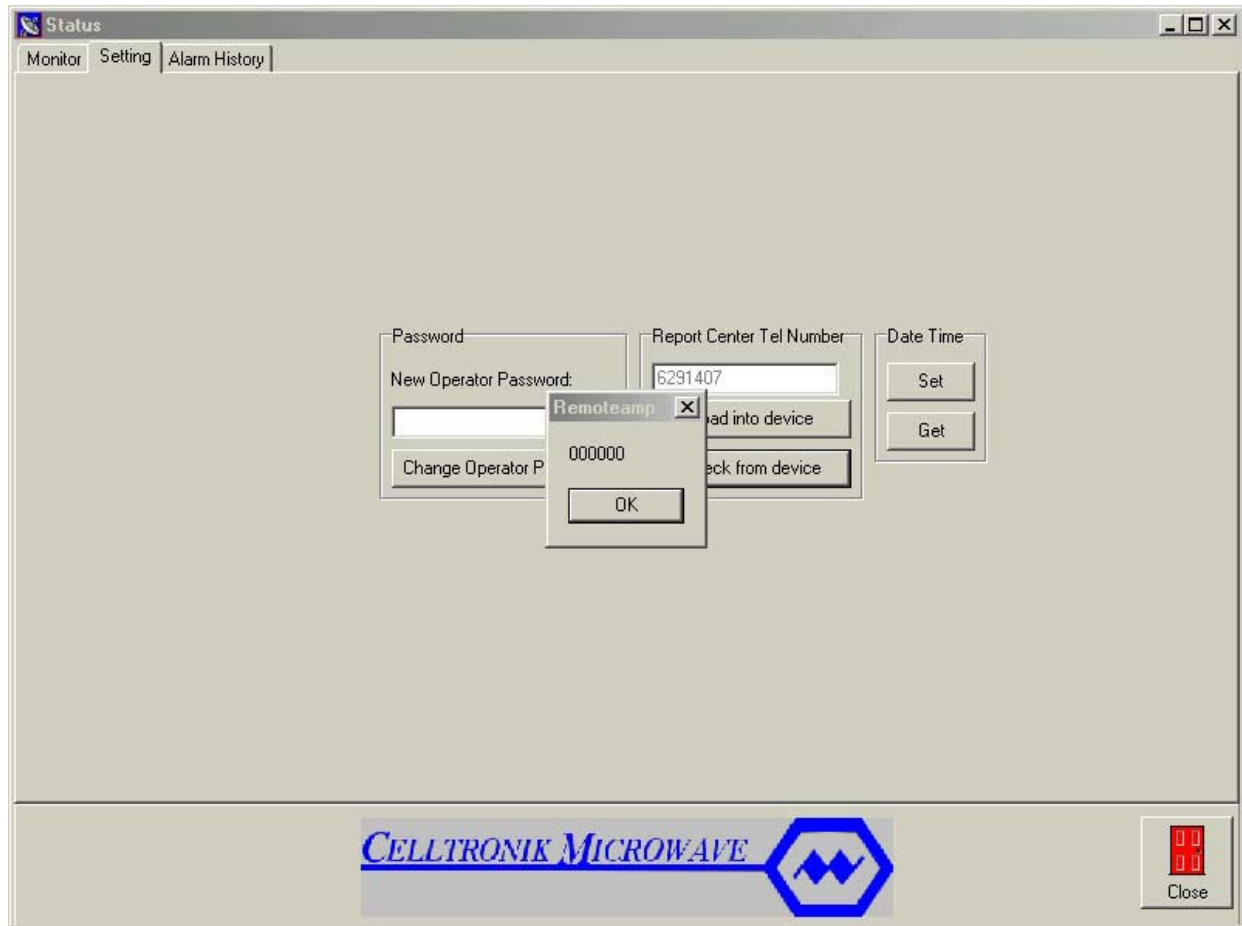 Status
Monitor Setting Alarm History
Password
New Operator Password:
Change Operator P
Report Center Tel Number
6291407
ad into device
eck from device
Date Time
Set
Get
Remoteamp
000000
OK
CELLTRONIK MICROWAVE
Close